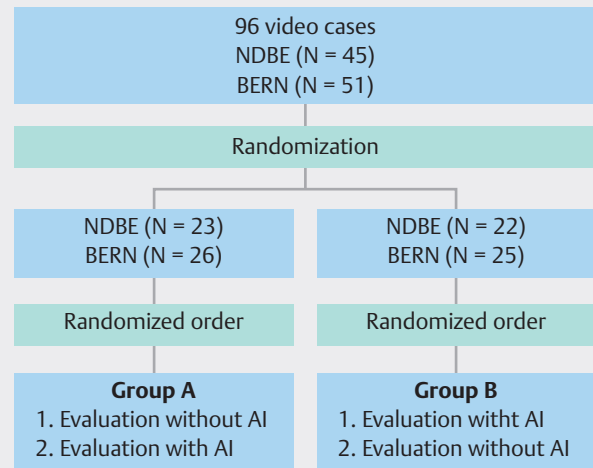 96 video cases
NDBE (N = 45)
BERN (N = 51)
Randomization
NDBE (N = 23)
BERN (N = 26)
NDBE (N = 22)
BERN (N = 25)
Randomized order
Randomized order
Group A
1. Evaluation without AI
2. Evaluation with AI
Group B
1. Evaluation witht AI
2. Evaluation without AI